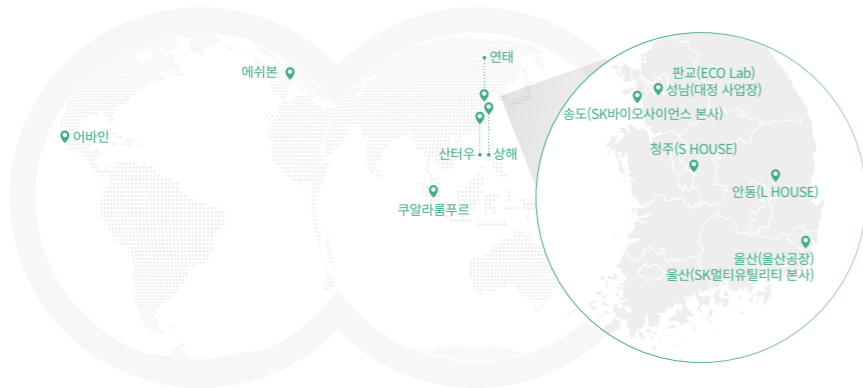 에쉬본
어바인
연태
산터우
상해
쿠알라룸푸르
판교(ECO Lab)
성남(대정 사업장)
송도(SK바이오사이언스 본사)
청주(S HOUSE)
안동(L HOUSE)
울산(울산공장)
울산(SK멀티유틸리티 본사)